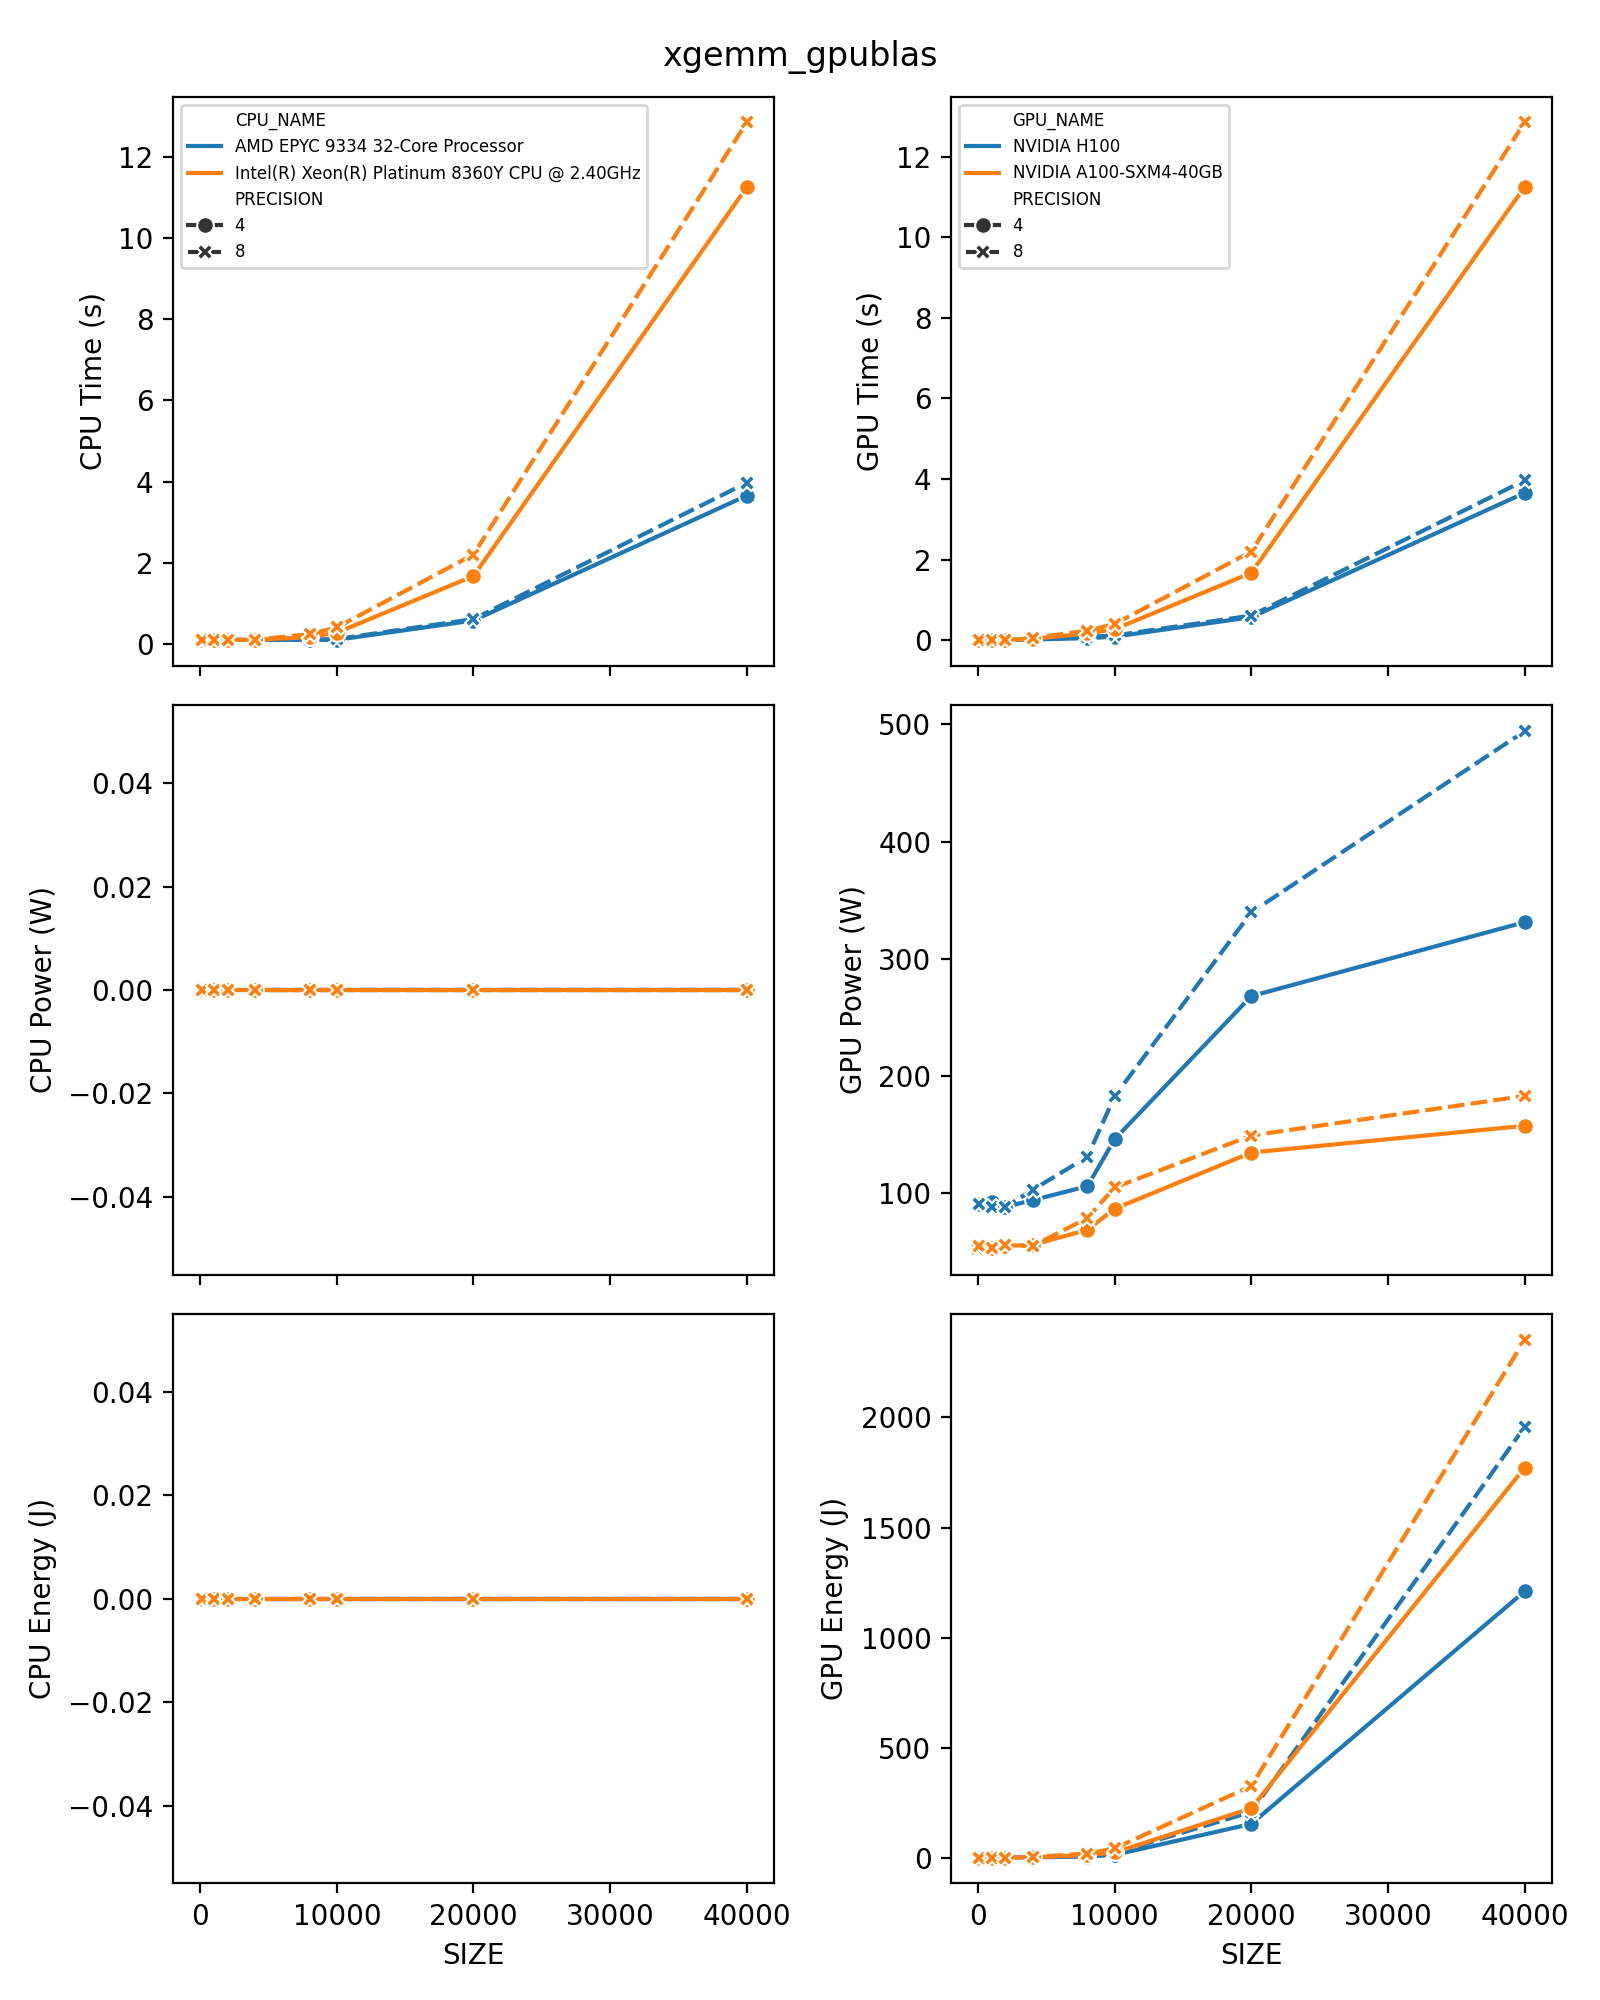 xgemm_gpublas
CPU_NAME
AMD EPYC 9334 32-Core Processor
Intel(R) Xeon(R) Platinum 8360Y CPU @ 2.40GHz
PRECISION
4
8
12
10
8
6
4
2
0
CPU Time (s)
GPU_NAME
NVIDIA H100
NVIDIA A100-SXM4-40GB
PRECISION
4
8
12
10
8
6
4
2
0
GPU Time (s)
0.04
0.02
0.00
−0.02
−0.04
CPU Power (W)
500
400
300
200
100
GPU Power (W)
0.04
0.02
0.00
−0.02
−0.04
CPU Energy (J)
0 10000 20000 30000 40000
SIZE
2000
1500
1000
500
0
GPU Energy (J)
0 10000 20000 30000 40000
SIZE